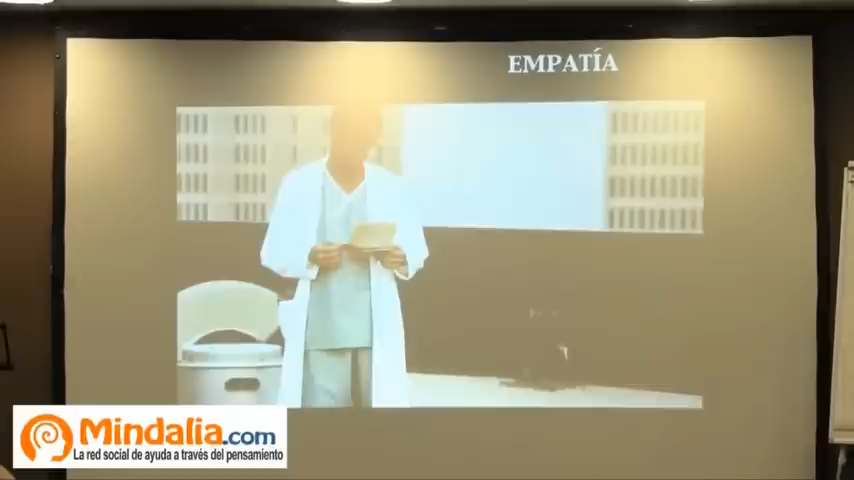 EMPATÍA
Mindalia.com
La red social de ayuda a través del pensamiento